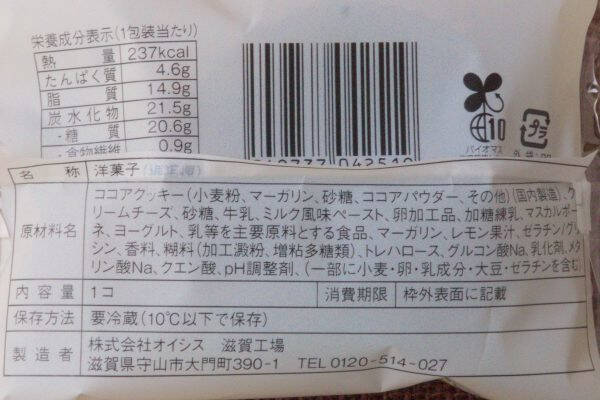 栄養成分表示(1包装当たり)
熱量 237kcal
たんぱく質 4.6g
脂質 14.9g
炭水化物 21.5g
・糖質 20.6g
・食物繊維 0.9g
10
バイオマス
プラ
名称 洋菓子
原材料名
ココアクッキー(小麦粉、マーガリン、砂糖、ココアパウダー、その他)(国内製造)、ク
リームチーズ、砂糖、牛乳、ミルク風味ペースト、卵加工品、加糖練乳、マスカルポー
ネ、ヨーグルト、乳等を主要原料とする食品、マーガリン、レモン果汁、ゼラチン/グリ
シン、香料、糊料(加工澱粉、増粘多糖類)、トレハロース、グルコン酸Na、乳化剤、メタ
リン酸Na、クエン酸、pH調整剤、(一部に小麦・卵・乳成分・大豆・ゼラチンを含む)
内容量 1コ 消費期限 枠外表面に記載
保存方法 要冷蔵(10℃以下で保存)
製造者 株式会社オイシス 滋賀工場
滋賀県守山市大門町390-1 TEL 0120-514-027